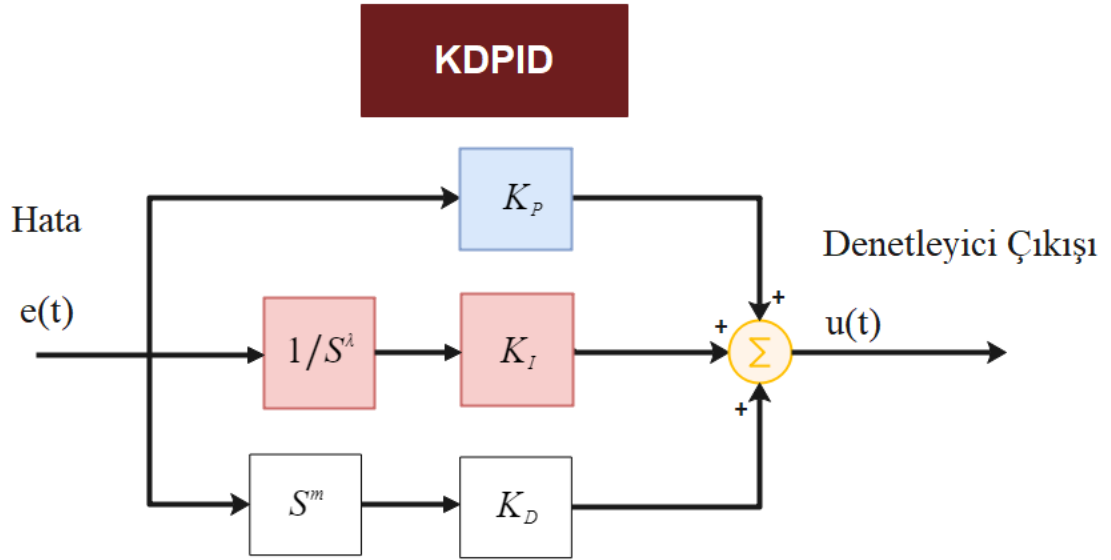 KDPID
Hata
K_P
Denetleyici Çıkışı
e(t)
1/S^λ
K_I
+
+
Σ
u(t)
+
S^m
K_D